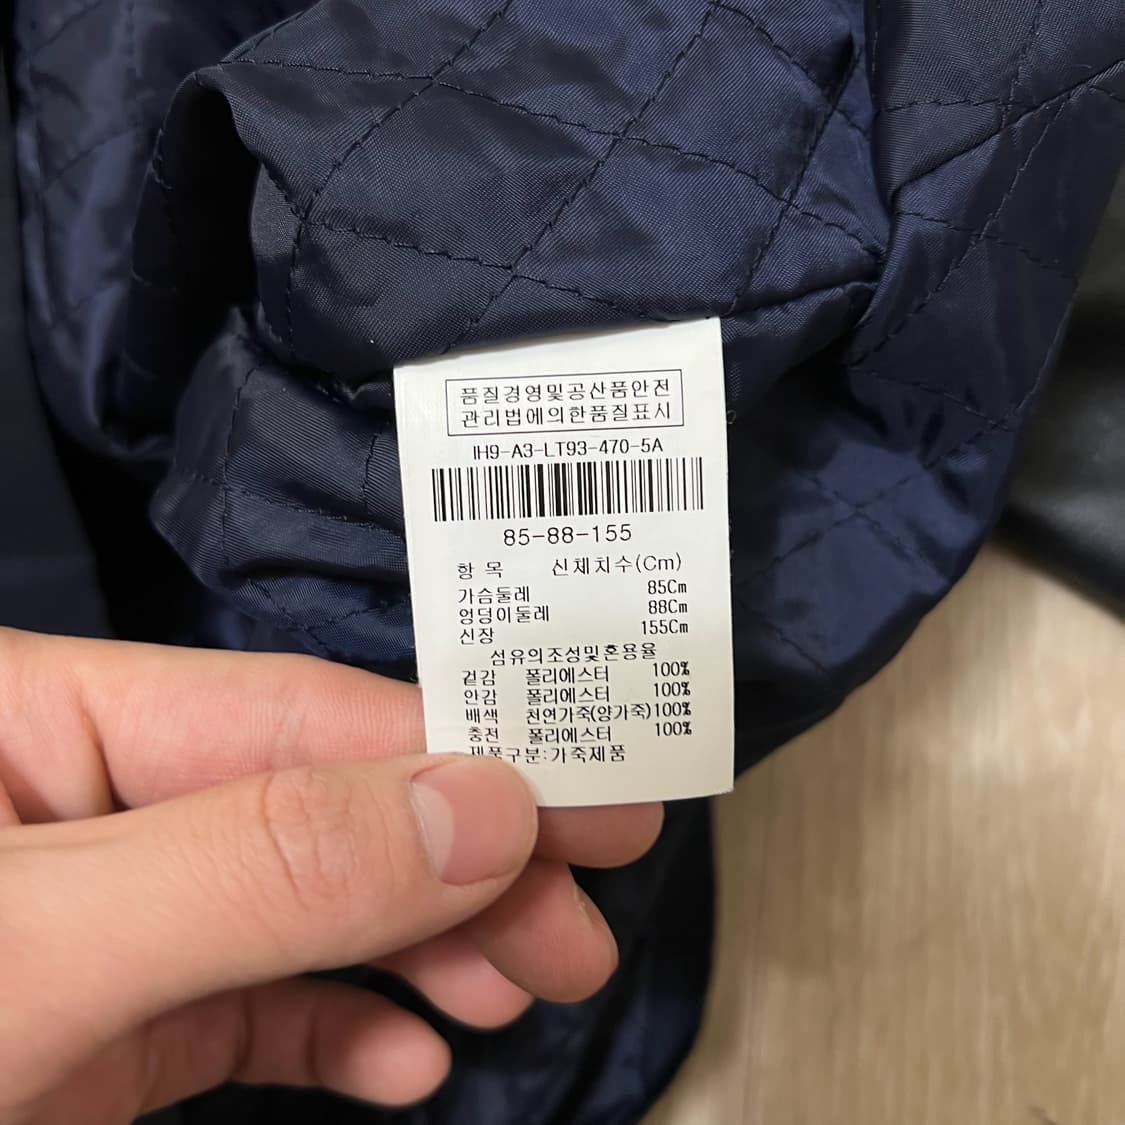 품질경영및공산품안전
관리법에의한품질표시
IH9-A3-LT93-470-5A
85-88-155
항 목 신체치수(Cm)
가슴둘레 85Cm
엉덩이둘레 88Cm
신장 155Cm
섬유의조성및혼용율
겉감 폴리에스터 100%
안감 폴리에스터 100%
배색 천연가죽(양가죽)100%
충전 폴리에스터 100%
제품구분:가죽제품